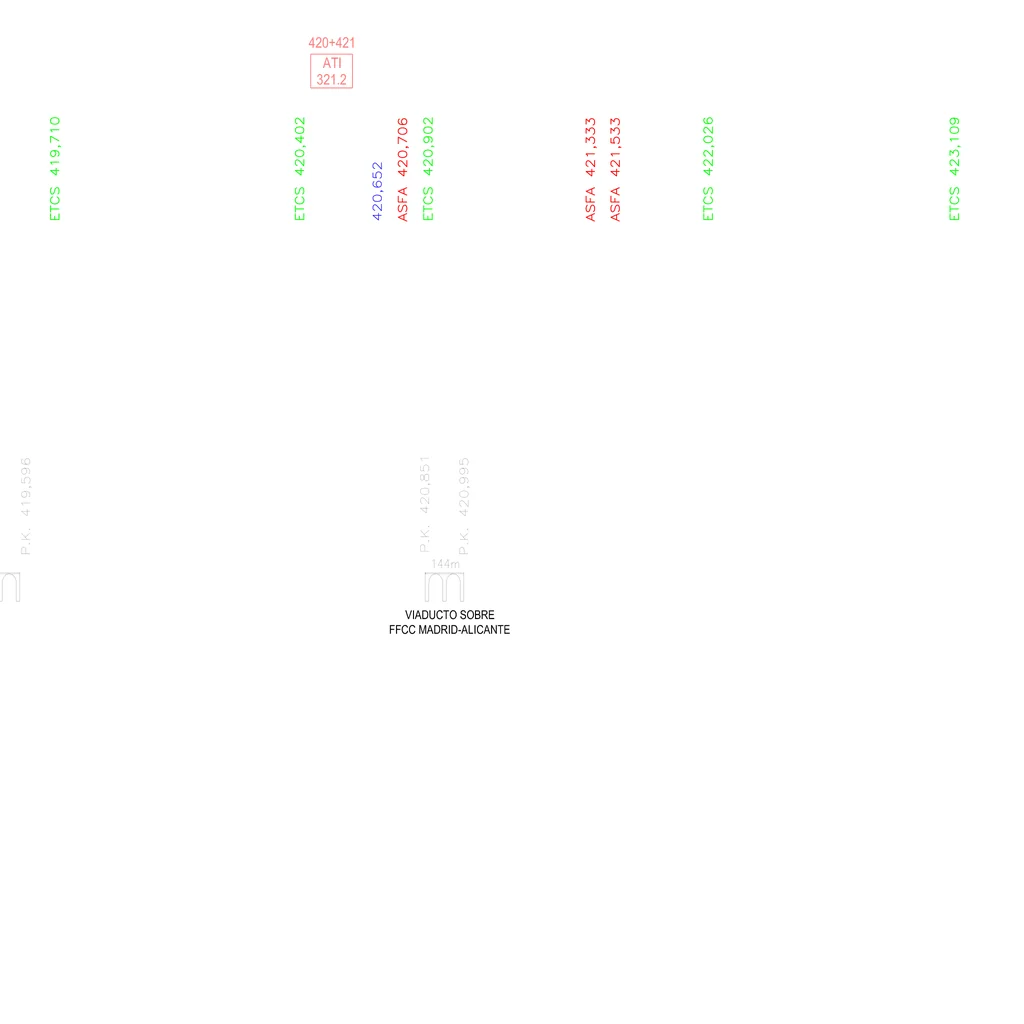 420+421
ATI
321.2
ETCS 419,710
ETCS 420,402
420,652
ASFA 420,706
ETCS 420,902
ASFA 421,333
ASFA 421,533
ETCS 422,026
ETCS 423,109
P.K. 419,596
P.K. 420,851
P.K. 420,995
144m
VIADUCTO SOBRE
FFCC MADRID-ALICANTE